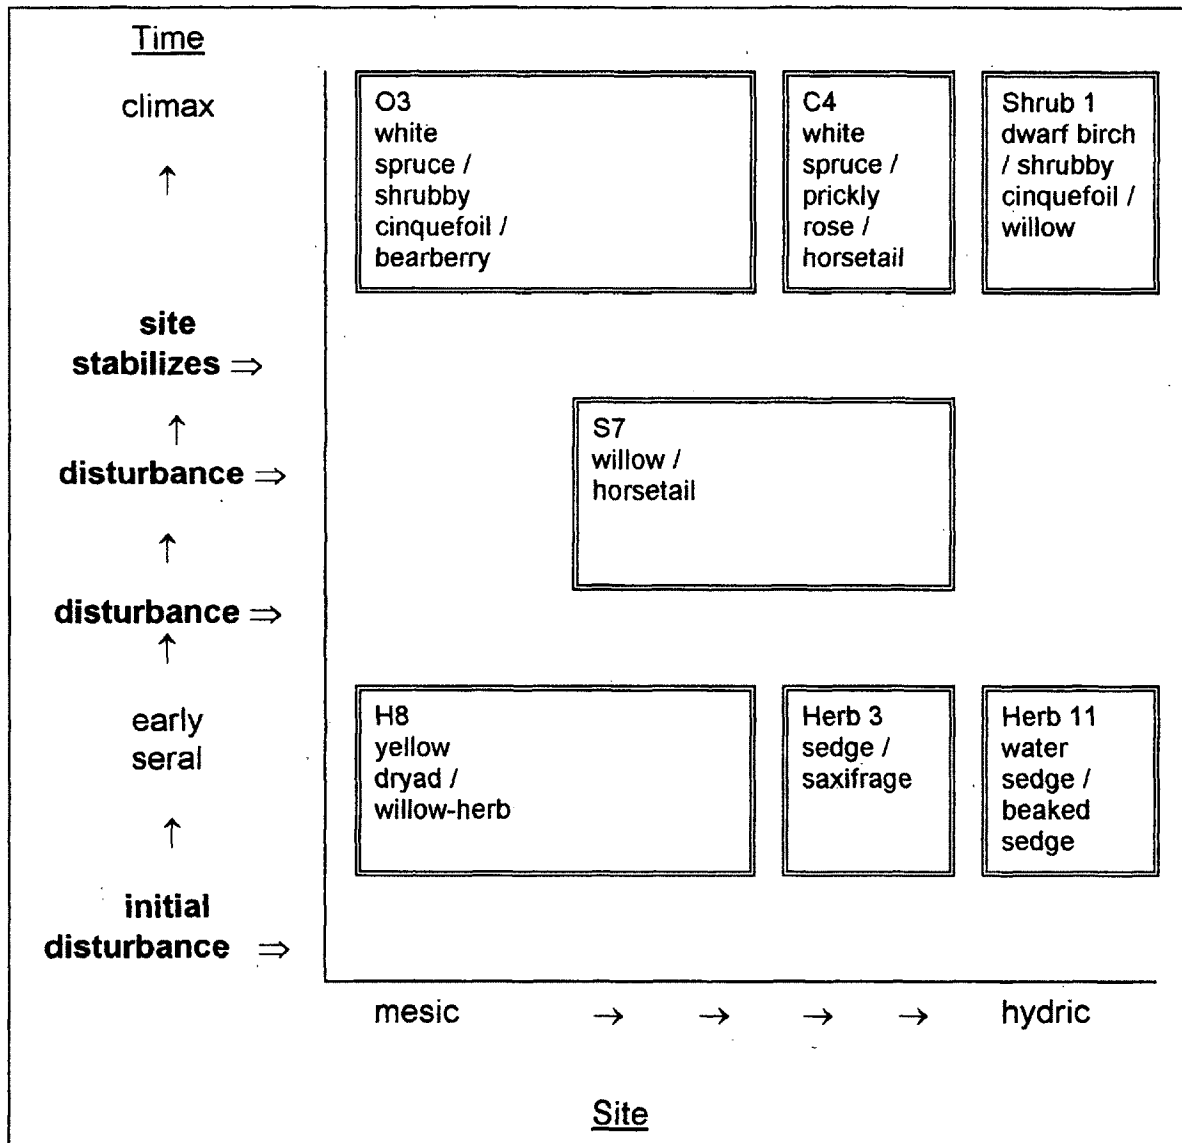 Time
climax
↑
site
stabilizes ⇒
↑
disturbance ⇒
↑
disturbance ⇒
↑
early
seral
↑
initial
disturbance ⇒
O3
white
spruce /
shrubby
cinquefoil /
bearberry
C4
white
spruce /
prickly
rose /
horsetail
Shrub 1
dwarf birch
/ shrubby
cinquefoil /
willow
S7
willow /
horsetail
H8
yellow
dryad /
willow-herb
Herb 3
sedge /
saxifrage
Herb 11
water
sedge /
beaked
sedge
mesic → → → → hydric
Site